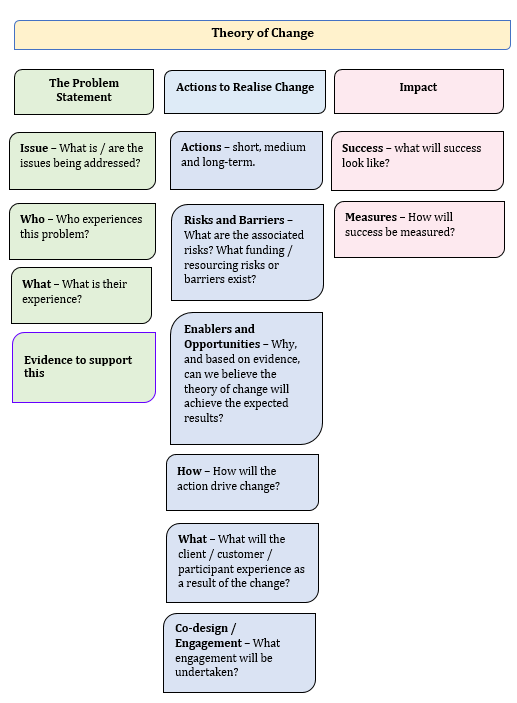 Theory of Change
The Problem
Statement
Issue – What is / are the
issues being addressed?
Who – Who experiences
this problem?
What – What is their
experience?
Evidence to support
this
Actions to Realise Change
Actions – short, medium
and long-term.
Risks and Barriers –
What are the associated
risks? What funding /
resourcing risks or
barriers exist?
Enablers and
Opportunities – Why,
and based on evidence,
can we believe the
theory of change will
achieve the expected
results?
How – How will the
action drive change?
What – What will the
client / customer /
participant experience as
a result of the change?
Co-design /
Engagement – What
engagement will be
undertaken?
Impact
Success – what will success
look like?
Measures – How will
success be measured?